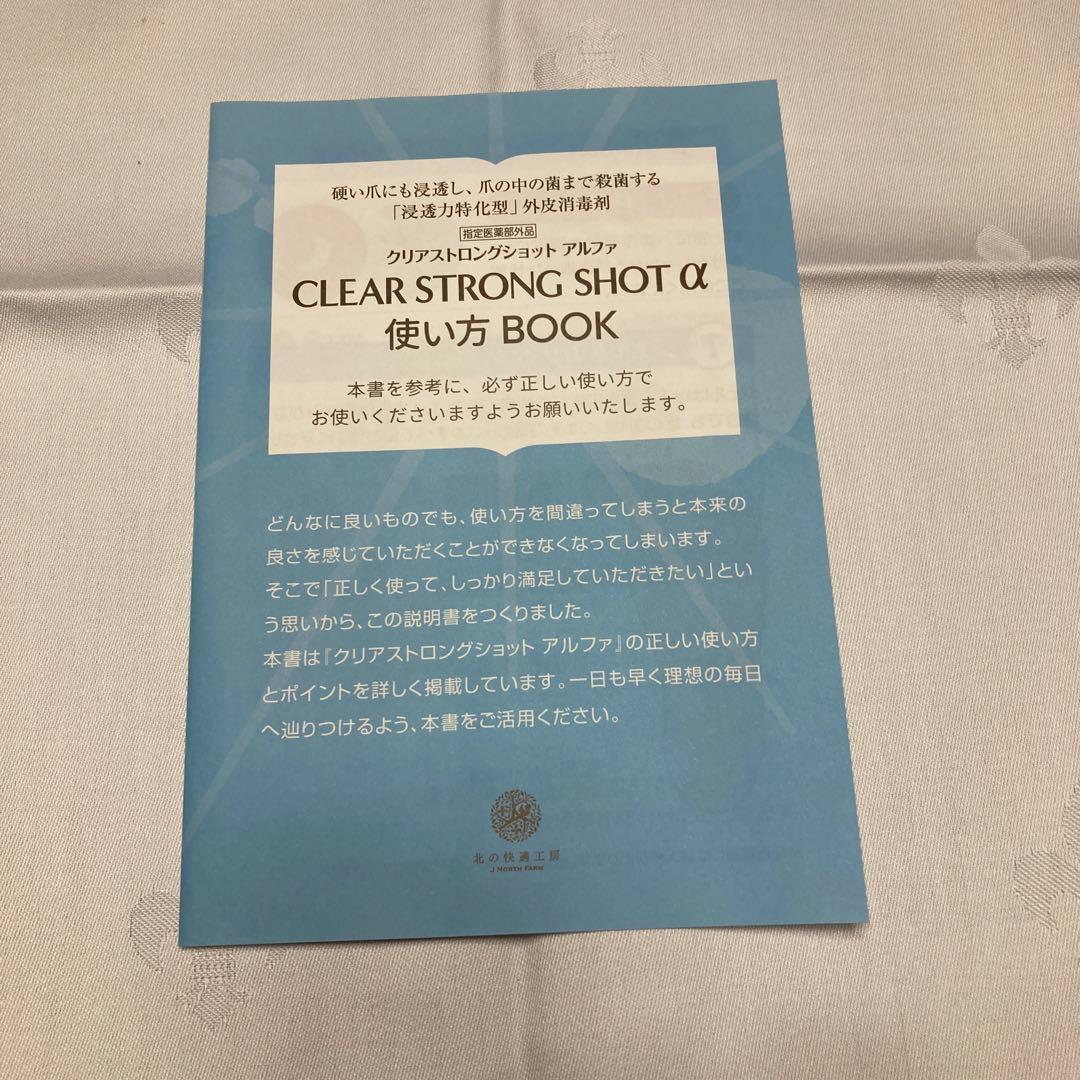 硬い爪にも浸透し、爪の中の菌まで殺菌する
「浸透力特化型」外皮消毒剤
指定医薬部外品
クリアストロングショット アルファ
CLEAR STRONG SHOT α
使い方 BOOK
本書を参考に、必ず正しい使い方で
お使いくださいますようお願いいたします。
どんなに良いものでも、使い方を間違ってしまうと本来の
良さを感じていただくことができなくなってしまいます。
そこで「正しく使って、しっかり満足していただきたい」とい
う思いから、この説明書をつくりました。
本書は『クリアストロングショット アルファ』の正しい使い方
とポイントを詳しく掲載しています。一日も早く理想の毎日
へ辿りつけるよう、本書をご活用ください。
北の快適工房
J NORTH FARM